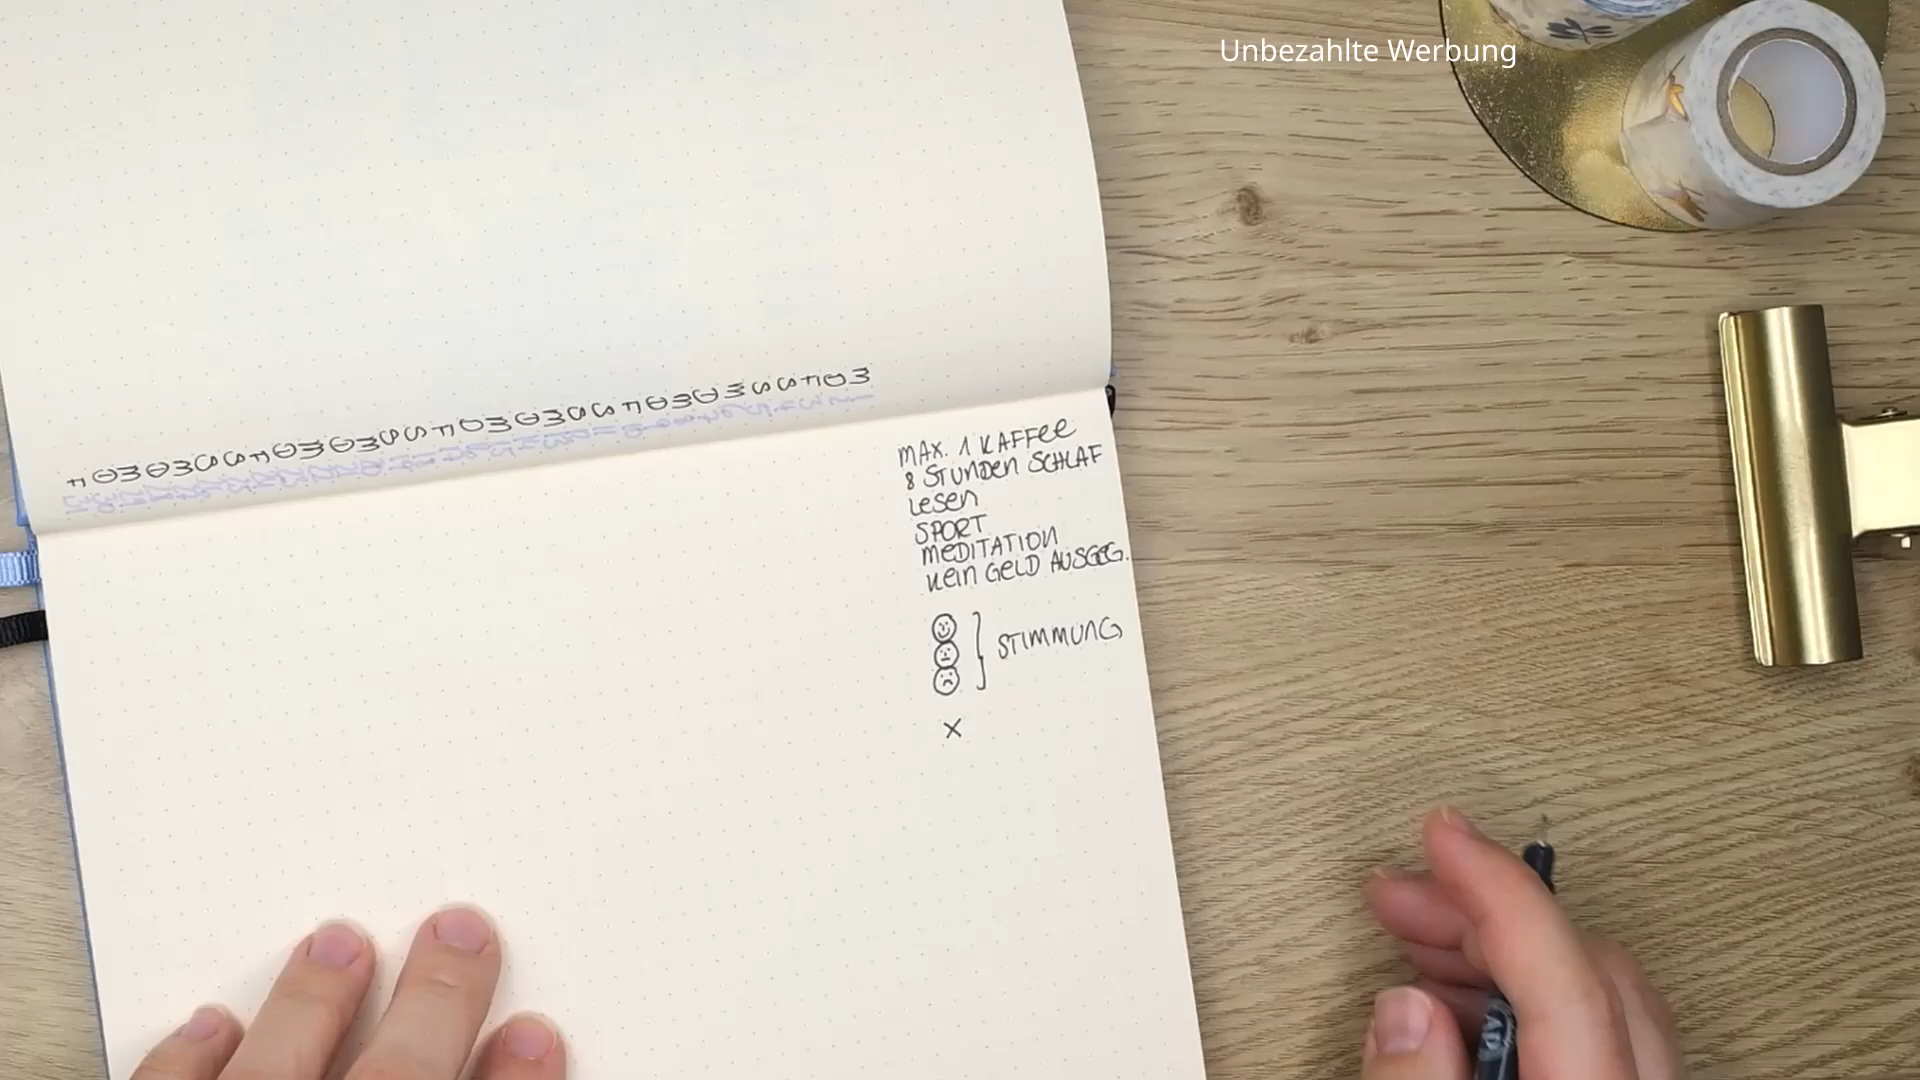 Unbezahlte Werbung
F D M D M S S F D M D M S S F D M D M S S F D M D M S S F D M
MAX. 1 KAFFEE
8 STUNDEN SCHLAF
LESEN
SPORT
MEDITATION
KEIN GELD AUSGEG.
STIMMUNG
X